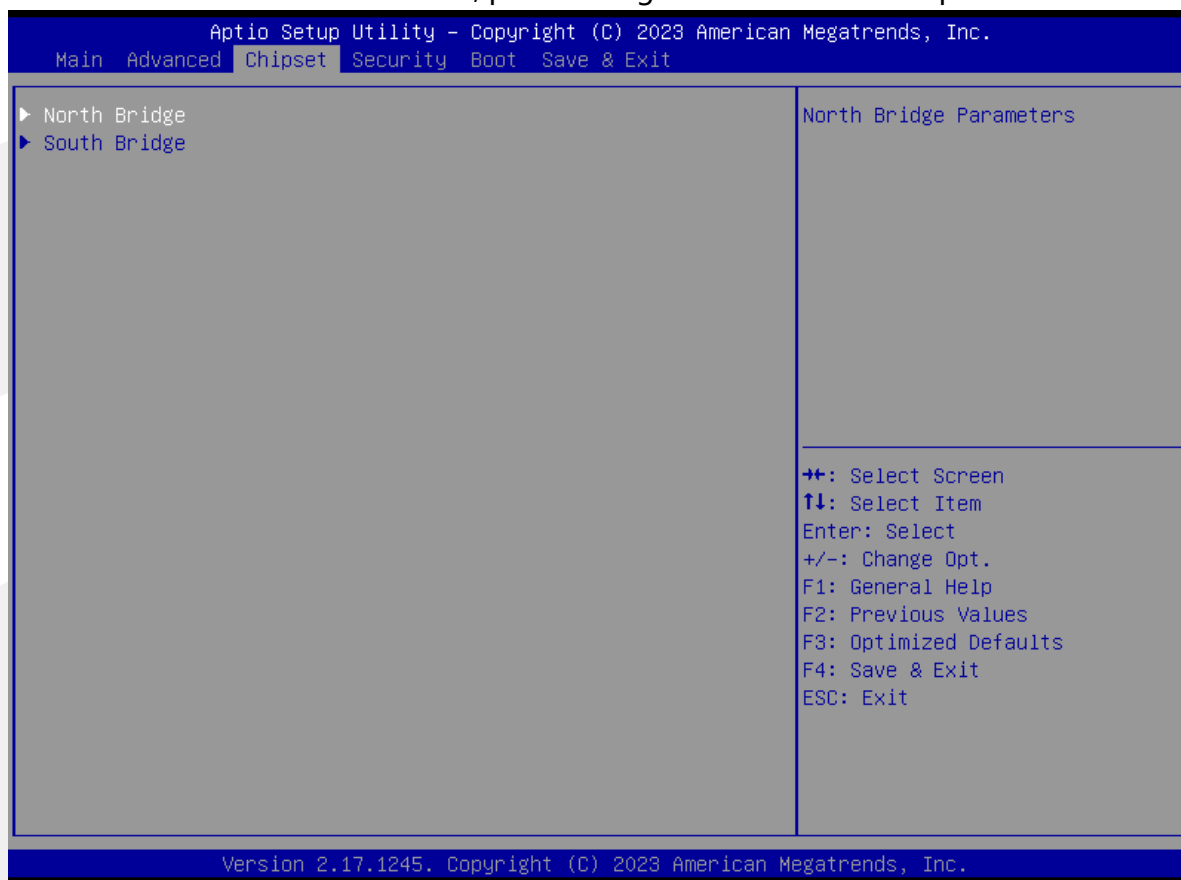 Aptio Setup Utility – Copyright (C) 2023 American Megatrends, Inc.
Main Advanced Chipset Security Boot Save & Exit
North Bridge
South Bridge
North Bridge Parameters
→←: Select Screen
↑↓: Select Item
Enter: Select
+/-: Change Opt.
F1: General Help
F2: Previous Values
F3: Optimized Defaults
F4: Save & Exit
ESC: Exit
Version 2.17.1245. Copyright (C) 2023 American Megatrends, Inc.